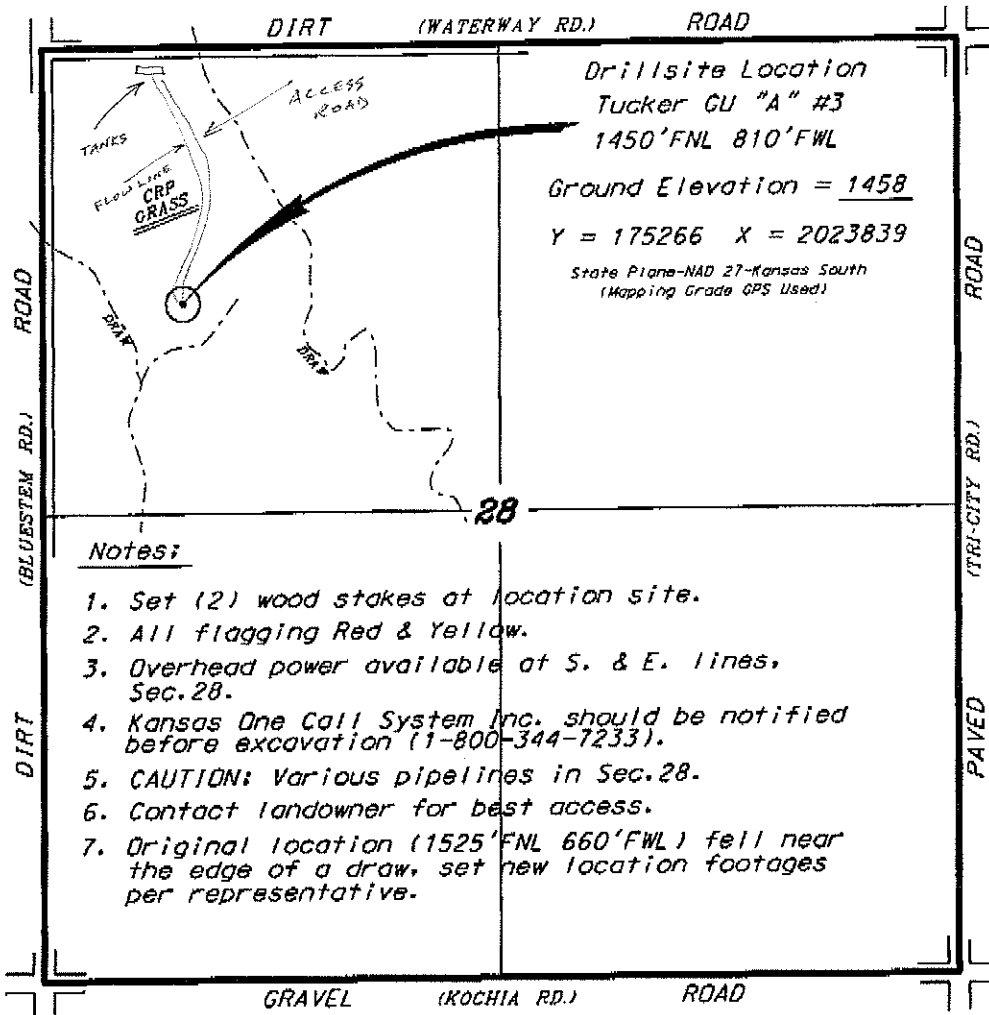 DIRT (WATERWAY RD.) ROAD
Drillsite Location
Tucker GU "A" #3
1450'FNL 810'FWL
Ground Elevation = 1458
Y = 175266 X = 2023839
State Plane-NAD 27-Kansas South
(Mapping Grade GPS Used)
ACCESS
ROAD
TANKS
FLOW LINE
CRP
GRASS
DRAW
DRAW
DIRT (BLUESTEM RD.) ROAD
PAVED (TRI-CITY RD.) ROAD
28
Notes:
1. Set (2) wood stakes at location site.
2. All flagging Red & Yellow.
3. Overhead power available at S. & E. lines,
Sec.28.
4. Kansas One Call System Inc. should be notified
before excavation (1-800-344-7233).
5. CAUTION: Various pipelines in Sec.28.
6. Contact landowner for best access.
7. Original location (1525'FNL 660'FWL) fell near
the edge of a draw, set new location footages
per representative.
GRAVEL (KOCHIA RD.) ROAD